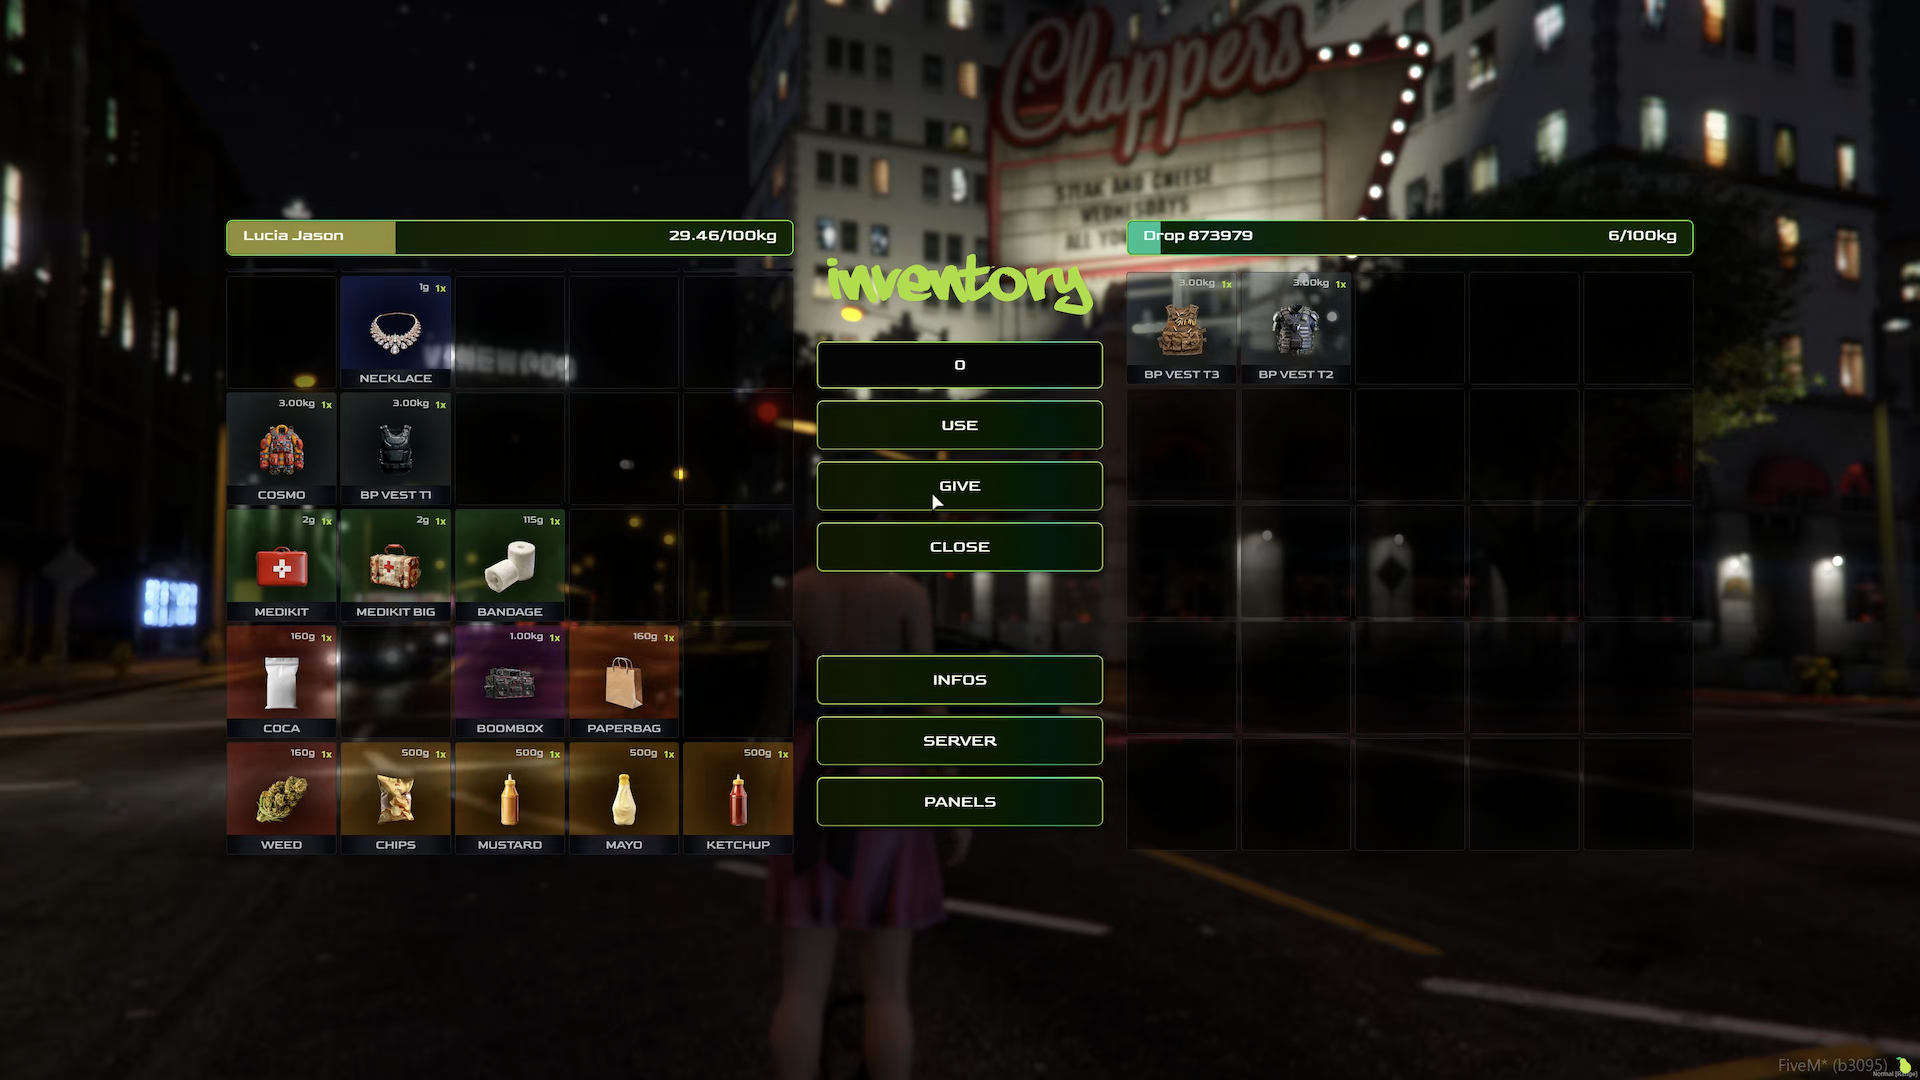 Clappers
STEAK AND CHEESE
WEDNESDAYS
ALL YO
Lucia Jason
29.46/100kg
inventory
Drop 873979
6/100kg
1g 1x
NECKLACE
3.00kg 1x
COSMO
3.00kg 1x
BP VEST T1
2g 1x
MEDIKIT
2g 1x
MEDIKIT BIG
115g 1x
BANDAGE
160g 1x
COCA
1.00kg 1x
BOOMBOX
160g 1x
PAPERBAG
160g 1x
WEED
500g 1x
CHIPS
500g 1x
MUSTARD
500g 1x
MAYO
500g 1x
KETCHUP
0
USE
GIVE
CLOSE
INFOS
SERVER
PANELS
3.00kg 1x
BP VEST T3
3.00kg 1x
BP VEST T2
FiveM* (b3095)